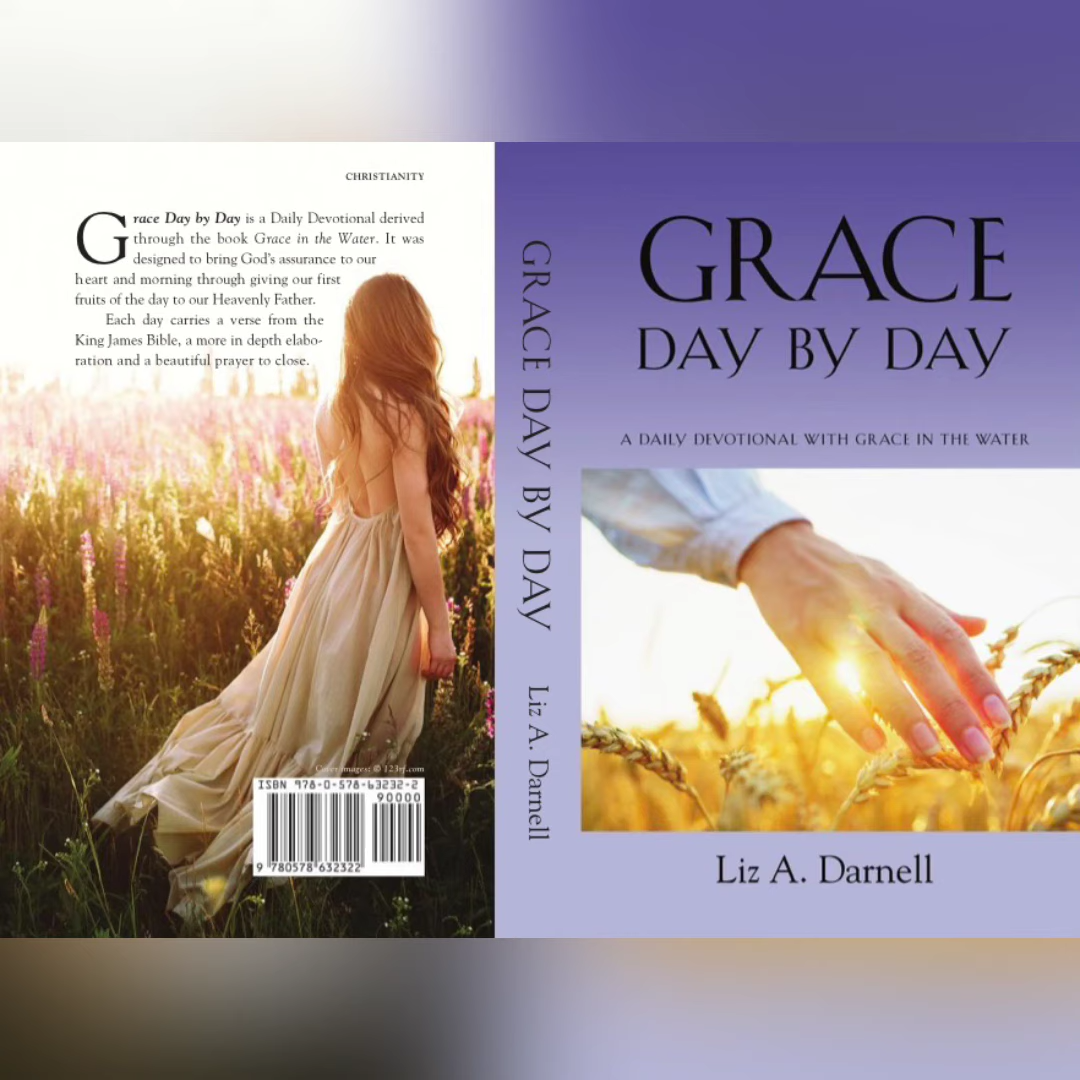 CHRISTIANITY
Grace Day by Day is a Daily Devotional derived
through the book Grace in the Water. It was
designed to bring God's assurance to our
heart and morning through giving our first
fruits of the day to our Heavenly Father.
Each day carries a verse from the
King James Bible, a more in depth elabo-
ration and a beautiful prayer to close.
Cover images: © 123rf.com
ISBN 978-0-578-63232-2
90000
9 780578 632322
GRACE DAY BY DAY
Liz A. Darnell
GRACE
DAY BY DAY
A DAILY DEVOTIONAL WITH GRACE IN THE WATER
Liz A. Darnell